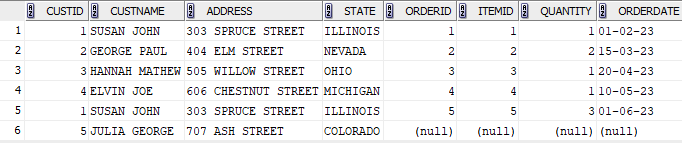 CUSTID CUSTNAME ADDRESS STATE ORDERID ITEMID QUANTITY ORDERDATE
1 1 SUSAN JOHN 303 SPRUCE STREET ILLINOIS 1 1 1 01-02-23
2 2 GEORGE PAUL 404 ELM STREET NEVADA 2 2 2 15-03-23
3 3 HANNAH MATHEW 505 WILLOW STREET OHIO 3 3 1 20-04-23
4 4 ELVIN JOE 606 CHESTNUT STREET MICHIGAN 4 4 1 10-05-23
5 1 SUSAN JOHN 303 SPRUCE STREET ILLINOIS 5 5 3 01-06-23
6 5 JULIA GEORGE 707 ASH STREET COLORADO (null) (null) (null) (null)